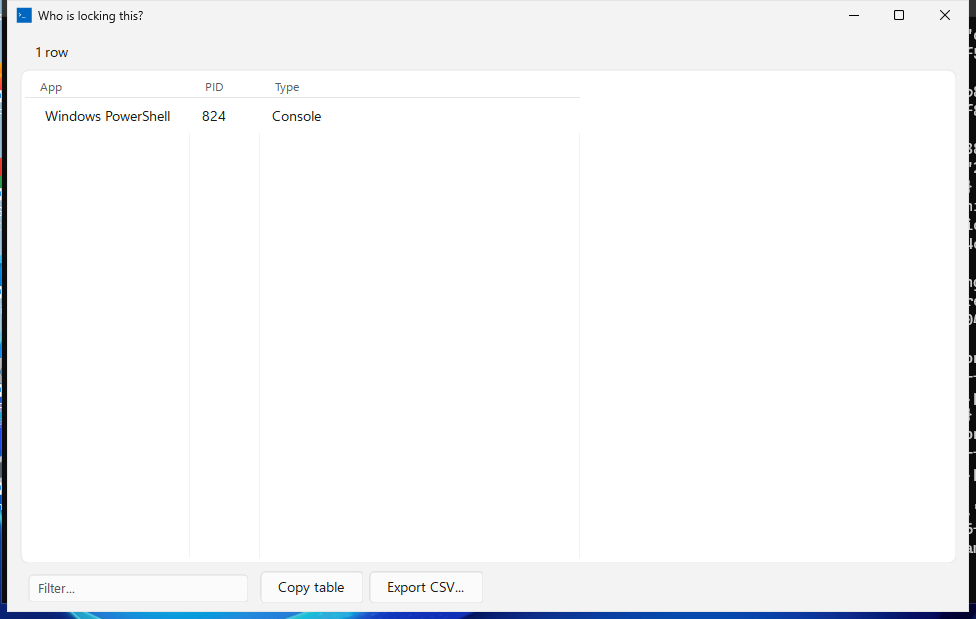 Who is locking this?
1 row
App PID Type
Windows PowerShell 824 Console
Filter...
Copy table
Export CSV...